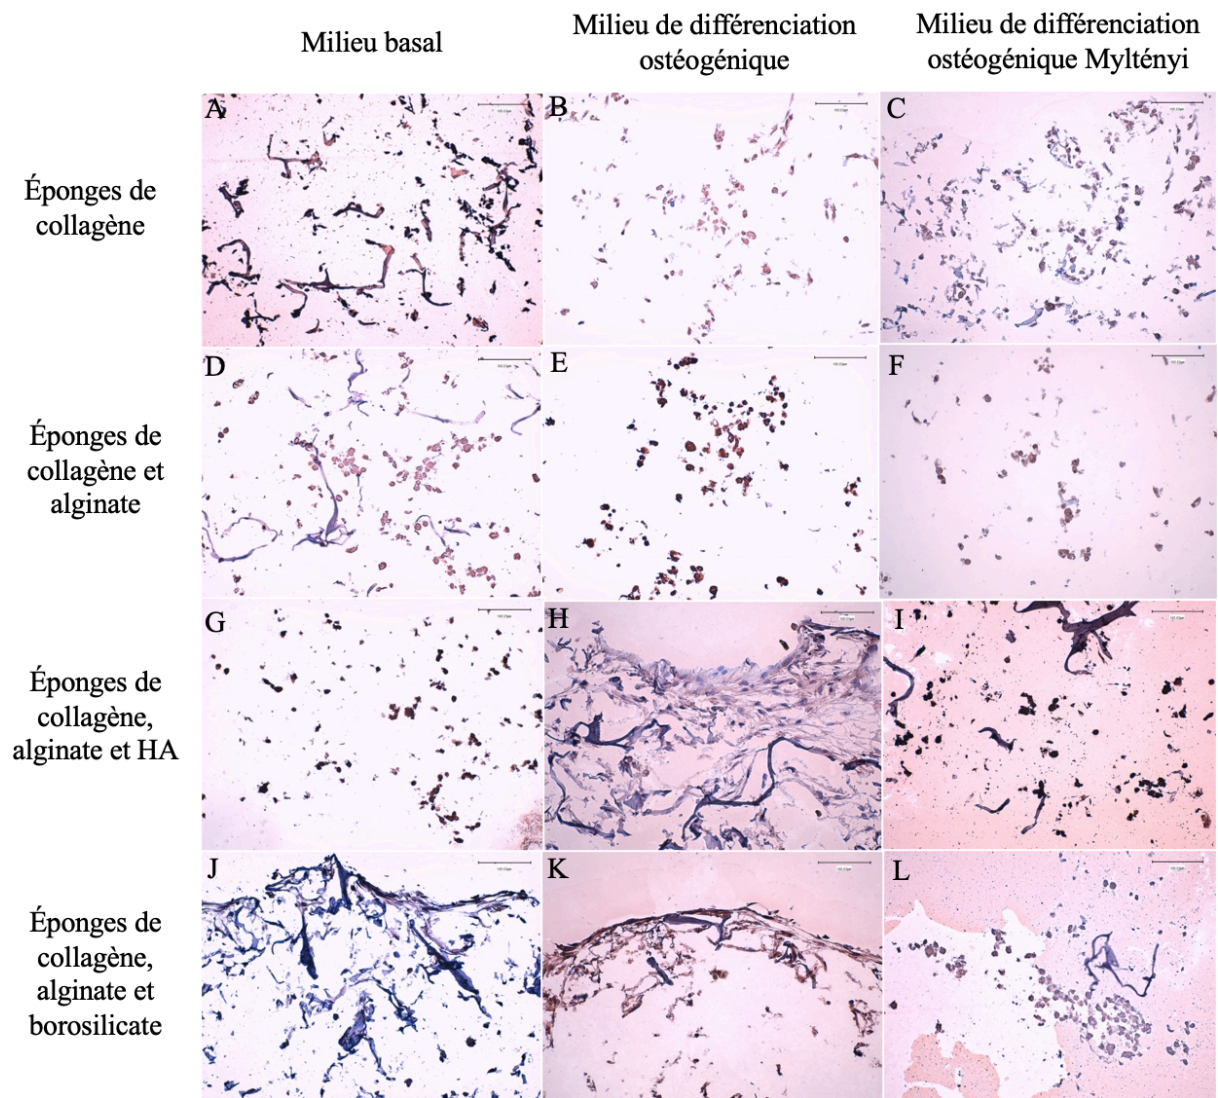 Milieu basal
Milieu de différenciation
ostéogénique
Milieu de différenciation
ostéogénique Myltényi
Éponges de
collagène
A
B
C
Éponges de
collagène et
alginate
D
E
F
Éponges de
collagène,
alginate et HA
G
H
I
Éponges de
collagène,
alginate et
borosilicate
J
K
L